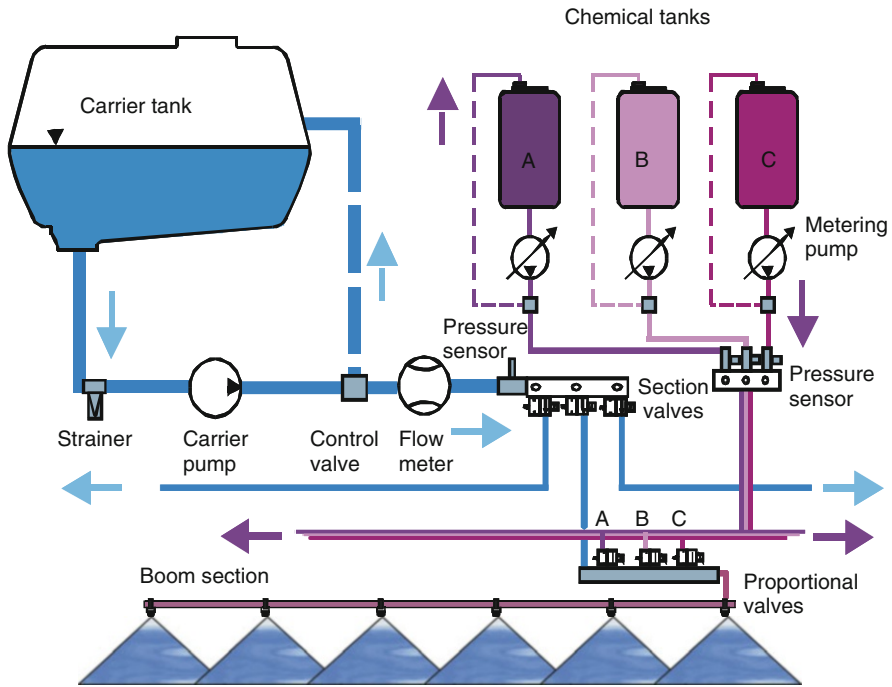 Chemical tanks
Carrier tank
A
B
C
Metering
pump
Pressure
sensor
Section
valves
Pressure
sensor
Strainer
Carrier
pump
Control
valve
Flow
meter
A
B
C
Boom section
Proportional
valves